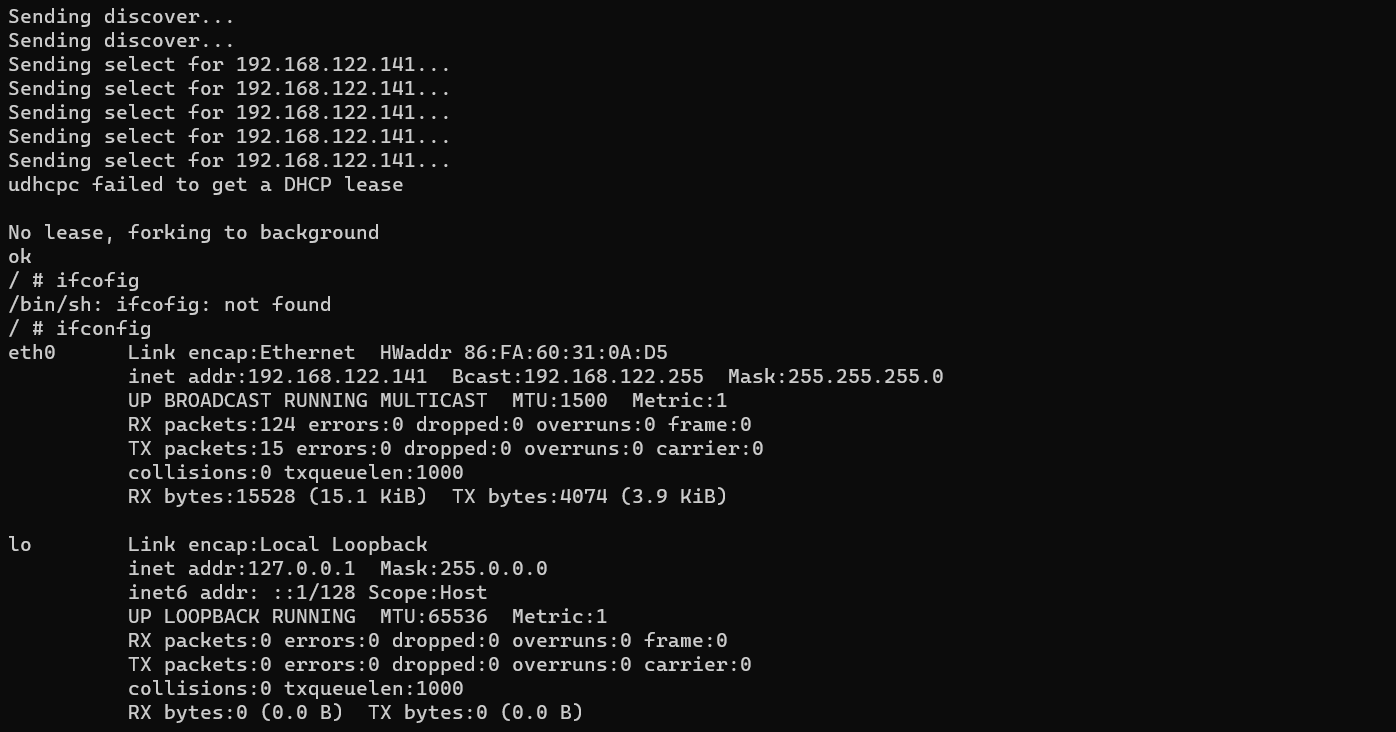 Sending discover...
Sending discover...
Sending select for 192.168.122.141...
Sending select for 192.168.122.141...
Sending select for 192.168.122.141...
Sending select for 192.168.122.141...
Sending select for 192.168.122.141...
udhcpc failed to get a DHCP lease

No lease, forking to background
ok
/ # ifcofig
/bin/sh: ifcofig: not found
/ # ifconfig
eth0      Link encap:Ethernet  HWaddr 86:FA:60:31:0A:D5
          inet addr:192.168.122.141  Bcast:192.168.122.255  Mask:255.255.255.0
          UP BROADCAST RUNNING MULTICAST  MTU:1500  Metric:1
          RX packets:124 errors:0 dropped:0 overruns:0 frame:0
          TX packets:15 errors:0 dropped:0 overruns:0 carrier:0
          collisions:0 txqueuelen:1000
          RX bytes:15528 (15.1 KiB)  TX bytes:4074 (3.9 KiB)

lo        Link encap:Local Loopback
          inet addr:127.0.0.1  Mask:255.0.0.0
          inet6 addr: ::1/128 Scope:Host
          UP LOOPBACK RUNNING  MTU:65536  Metric:1
          RX packets:0 errors:0 dropped:0 overruns:0 frame:0
          TX packets:0 errors:0 dropped:0 overruns:0 carrier:0
          collisions:0 txqueuelen:1000
          RX bytes:0 (0.0 B)  TX bytes:0 (0.0 B)